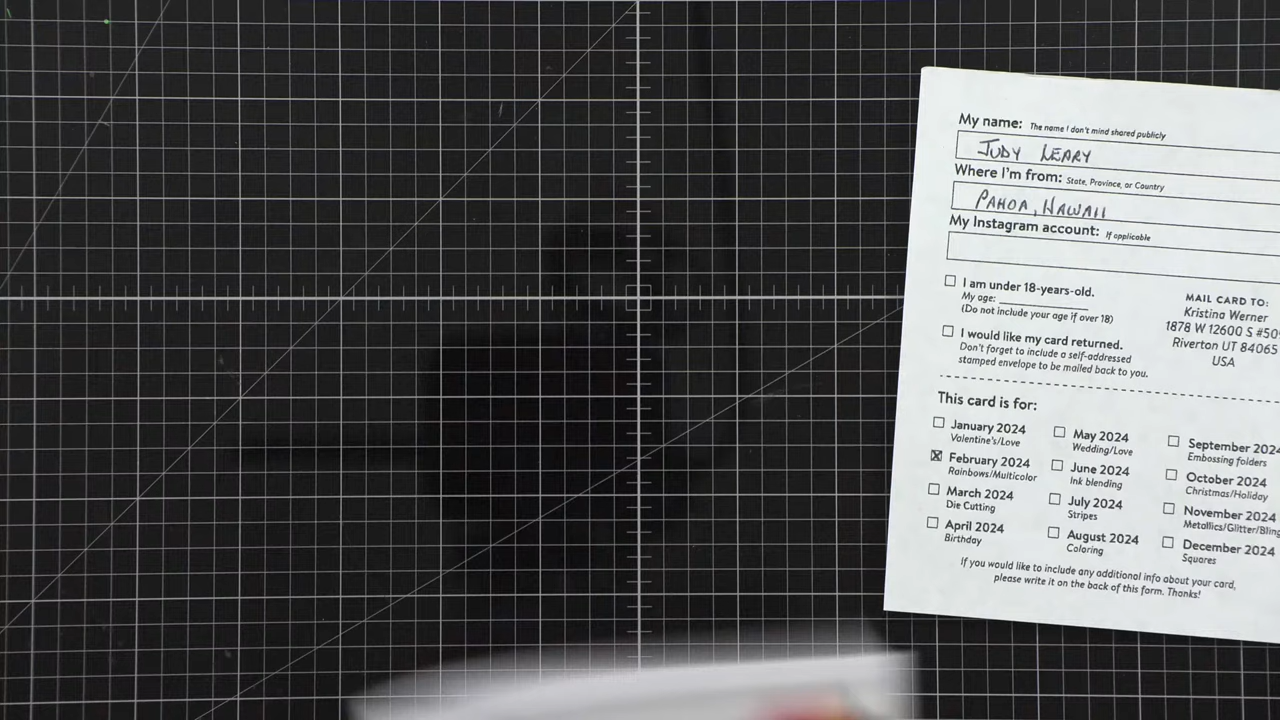 My name: The name I don't mind shared publicly
JUDY LEARY
Where I'm from: State, Province, or Country
PAHOA, HAWAII
My Instagram account: If applicable
I am under 18-years-old.
My age:
(Do not include your age if over 18)
I would like my card returned.
Don't forget to include a self-addressed
stamped envelope to be mailed back to you.
MAIL CARD TO:
Kristina Werner
1878 W 12600 S #50
Riverton UT 84065
USA
This card is for:
January 2024
Valentine's/Love
February 2024
Rainbows/Multicolor
March 2024
Die Cutting
April 2024
Birthday
May 2024
Wedding/Love
June 2024
Ink blending
July 2024
Stripes
August 2024
Coloring
September 2024
Embossing folders
October 2024
Christmas/Holiday
November 2024
Metallics/Glitter/Bling
December 2024
Squares
If you would like to include any additional info about your card,
please write it on the back of this form. Thanks!